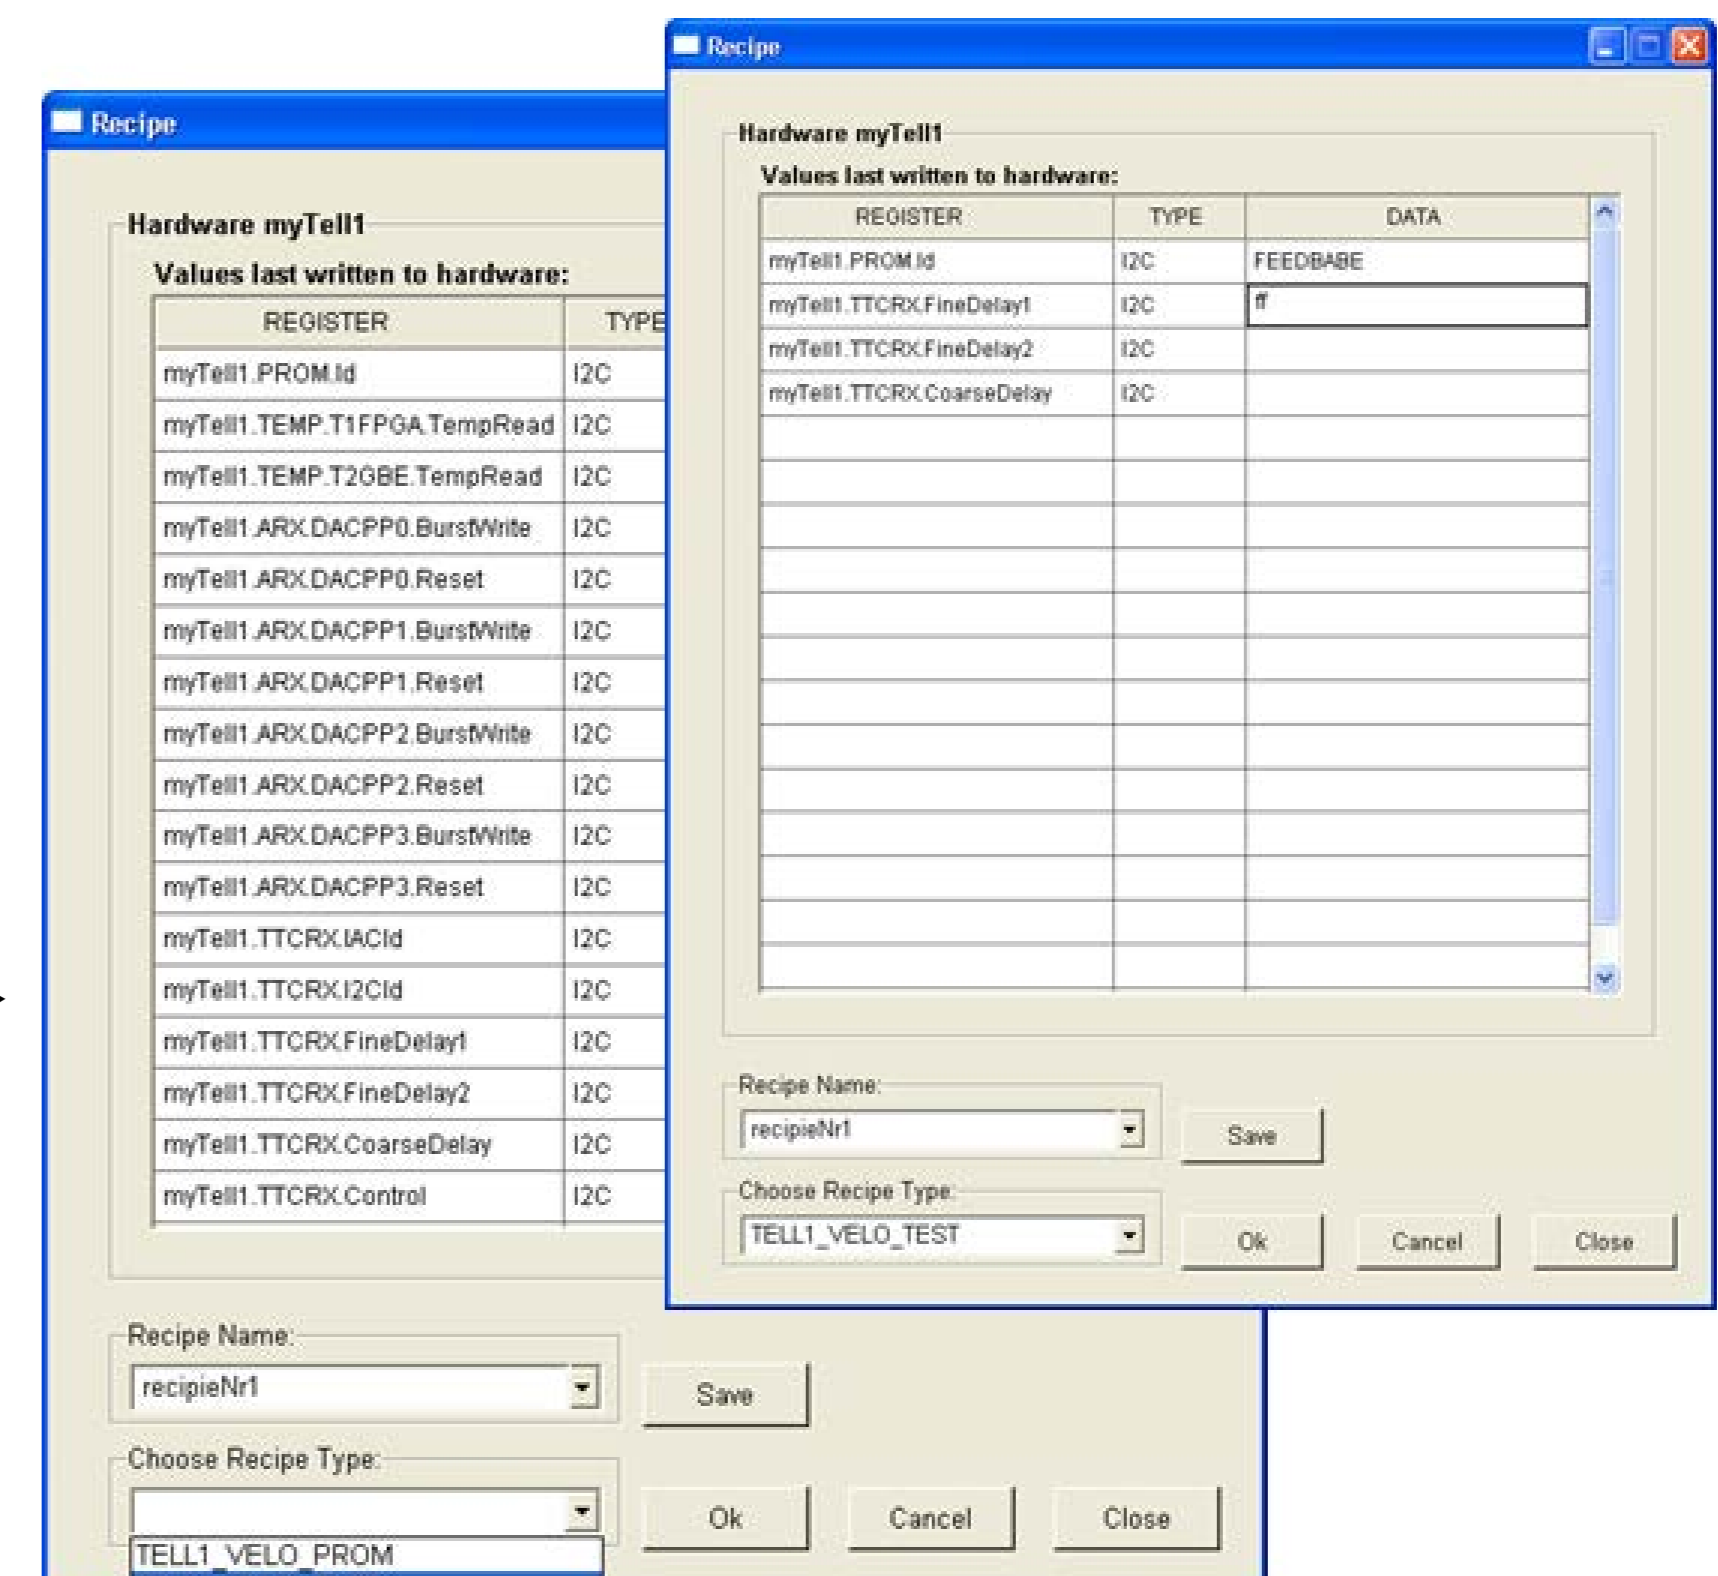 Recipe
Hardware myTell1
Values last written to hardware:
REGISTER TYPE
myTell1.PROM.Id I2C
myTell1.TEMP.T1FPGA.TempRead I2C
myTell1.TEMP.T2GBE.TempRead I2C
myTell1.ARX.DACPP0.BurstWrite I2C
myTell1.ARX.DACPP0.Reset I2C
myTell1.ARX.DACPP1.BurstWrite I2C
myTell1.ARX.DACPP1.Reset I2C
myTell1.ARX.DACPP2.BurstWrite I2C
myTell1.ARX.DACPP2.Reset I2C
myTell1.ARX.DACPP3.BurstWrite I2C
myTell1.ARX.DACPP3.Reset I2C
myTell1.TTCRX.IACId I2C
myTell1.TTCRX.I2CId I2C
myTell1.TTCRX.FineDelay1 I2C
myTell1.TTCRX.FineDelay2 I2C
myTell1.TTCRX.CoarseDelay I2C
myTell1.TTCRX.Control I2C
Recipe Name:
recipieNr1
Save
Choose Recipe Type:
Ok Cancel Close
TELL1_VELO_PROM
Recipe
Hardware myTell1
Values last written to hardware:
REGISTER TYPE DATA
myTell1.PROM.Id I2C FEEDBABE
myTell1.TTCRX.FineDelay1 I2C ff
myTell1.TTCRX.FineDelay2 I2C
myTell1.TTCRX.CoarseDelay I2C
Recipe Name:
recipieNr1
Save
Choose Recipe Type:
TELL1_VELO_TEST
Ok Cancel Close